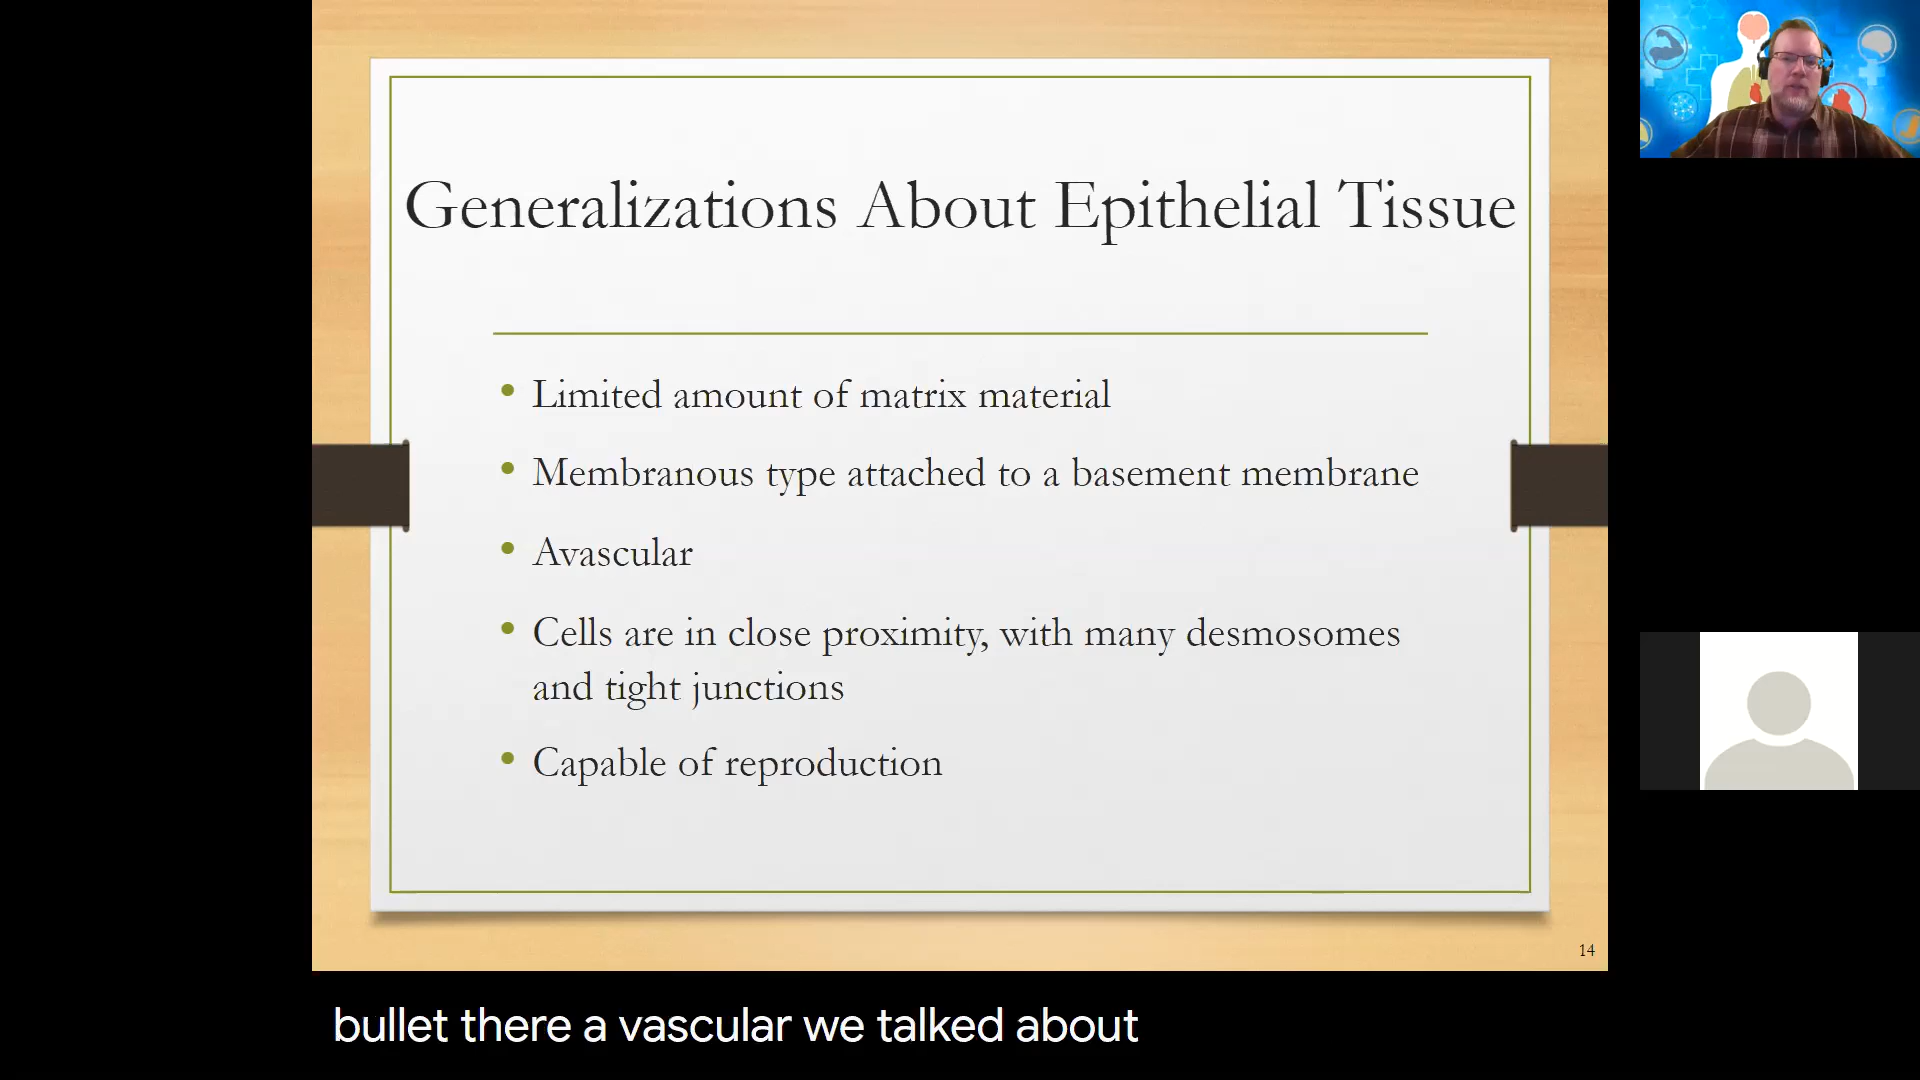 Generalizations About Epithelial Tissue
• Limited amount of matrix material
• Membranous type attached to a basement membrane
• Avascular
• Cells are in close proximity, with many desmosomes
and tight junctions
• Capable of reproduction
14
bullet there a vascular we talked about